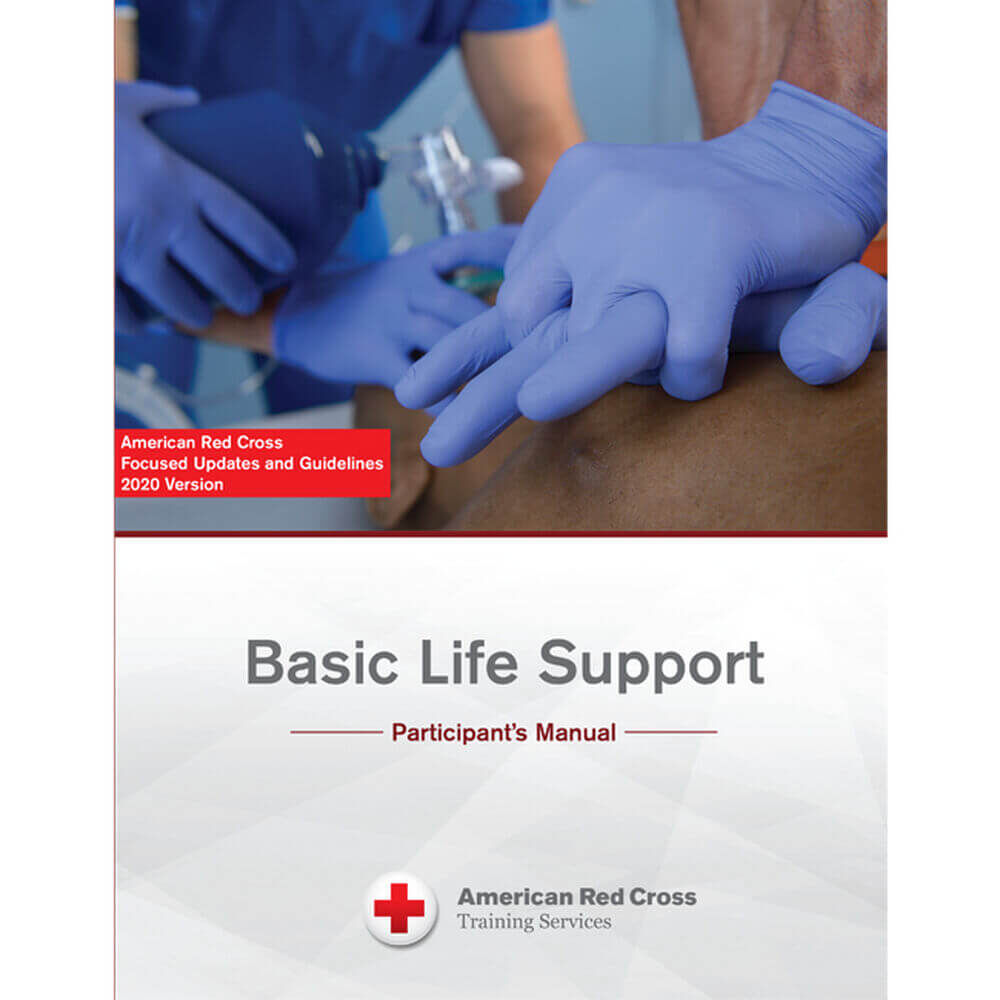 American Red Cross
Focused Updates and Guidelines
2020 Version
Basic Life Support
Participant's Manual
American Red Cross
Training Services